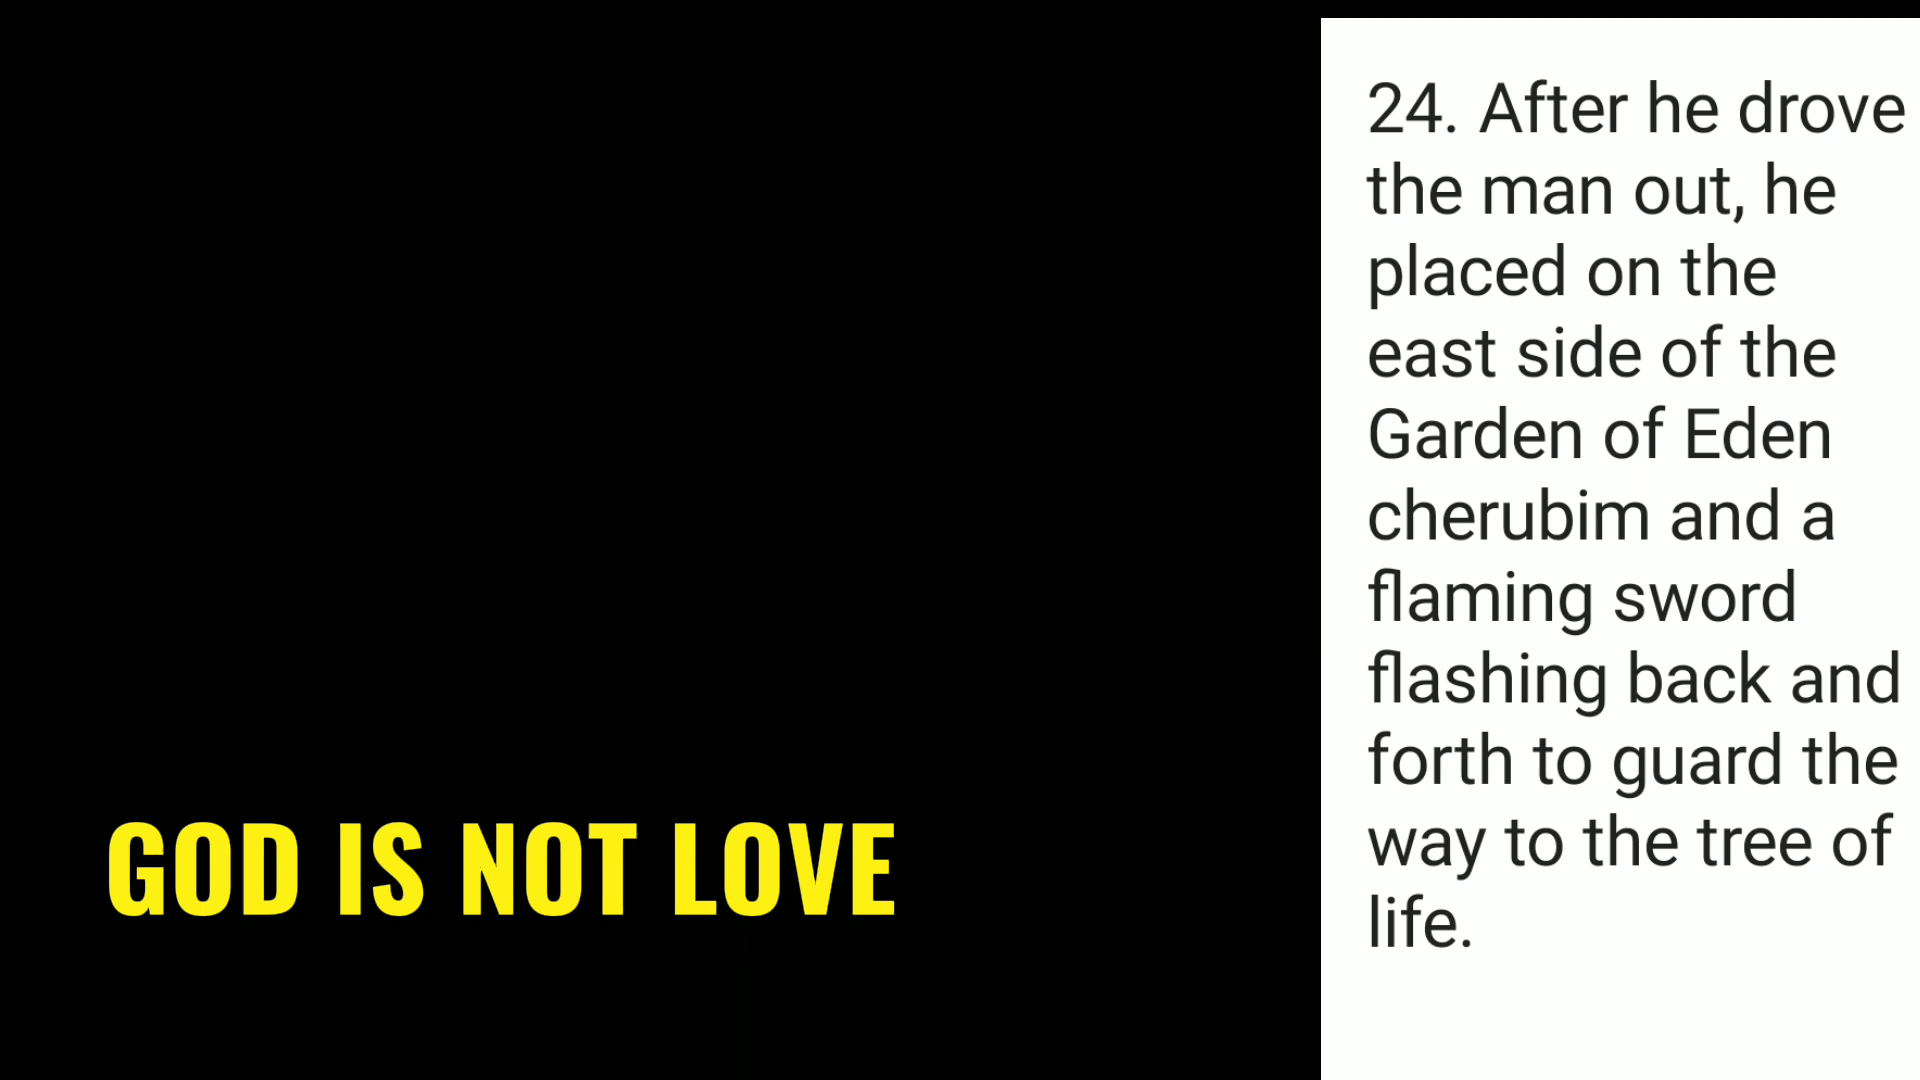 GOD IS NOT LOVE
24. After he drove
the man out, he
placed on the
east side of the
Garden of Eden
cherubim and a
flaming sword
flashing back and
forth to guard the
way to the tree of
life.